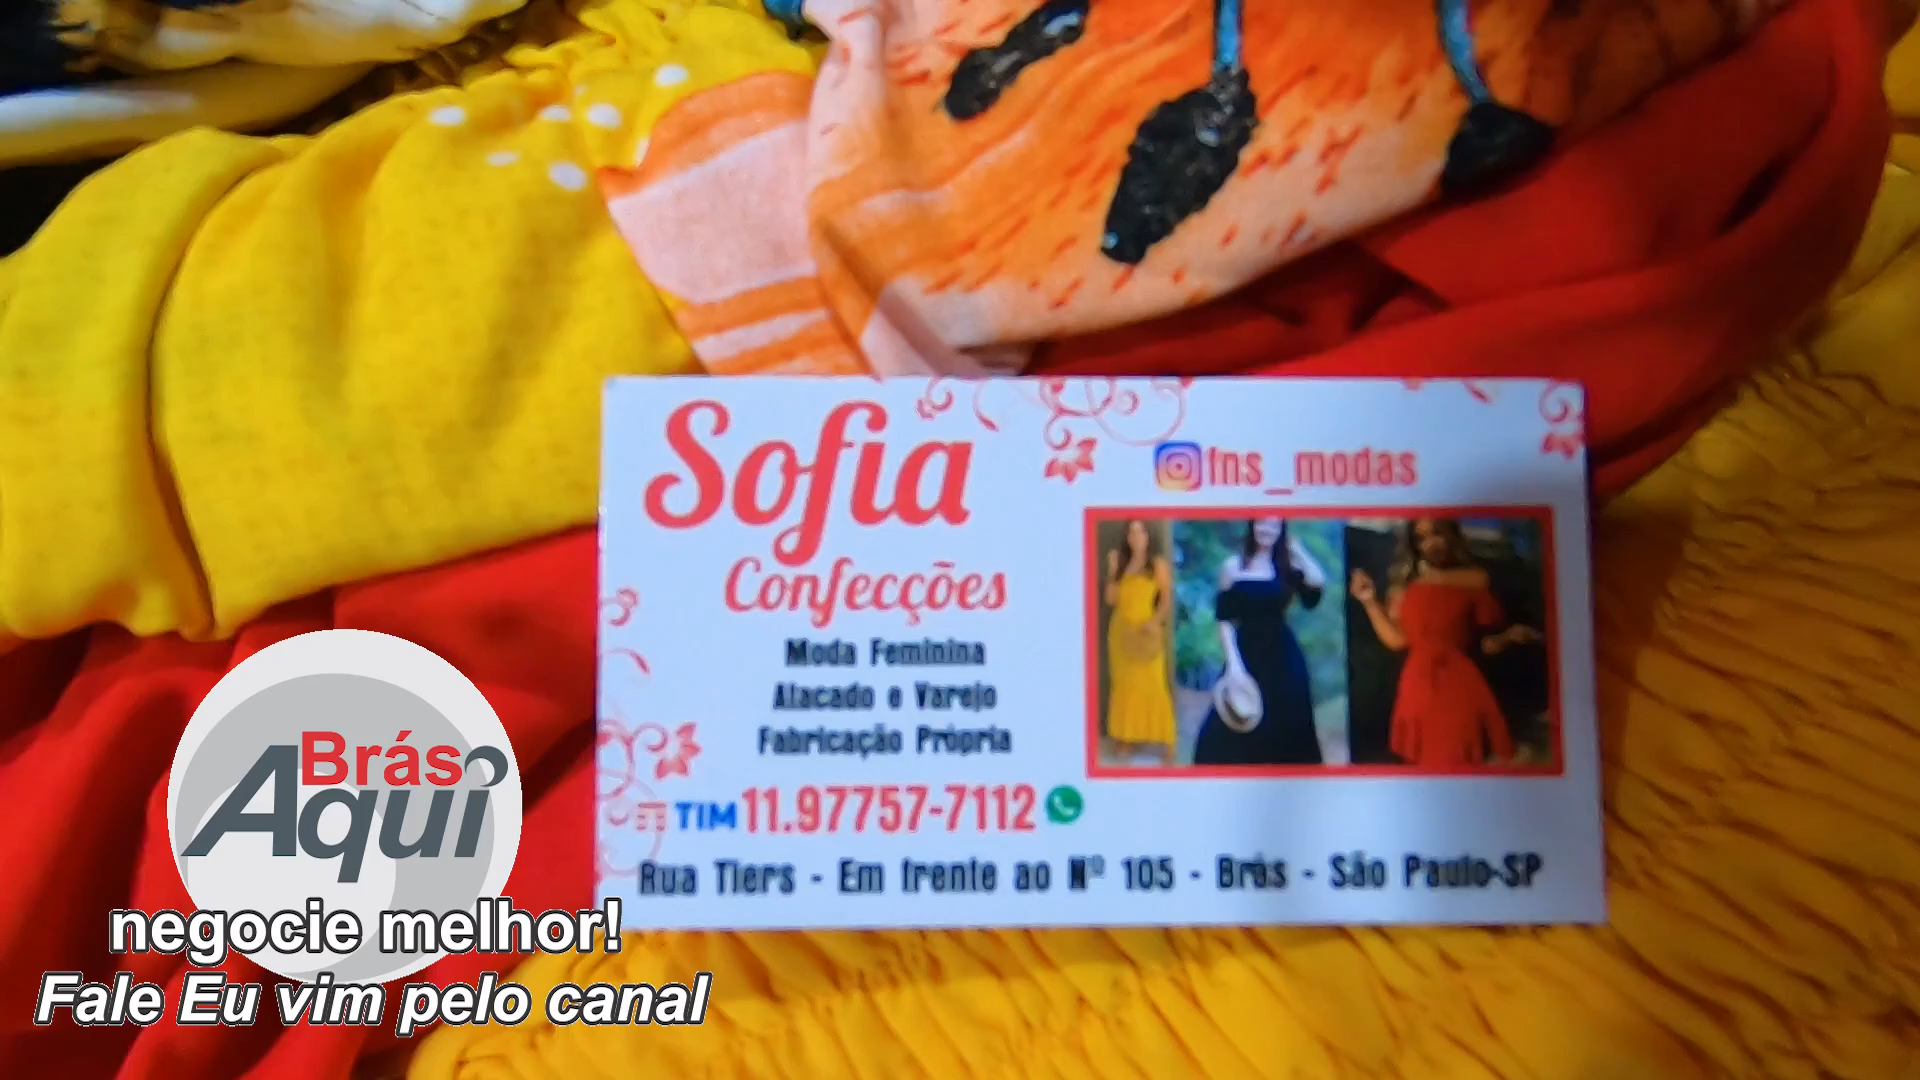 Sofia
Confecções
Moda Feminina
Atacado e Varejo
Fabricação Própria
TIM 11.97757-7112
Rua Tiers - Em frente ao Nº 105 - Brás - São Paulo-SP
fns_modas
Brás
Aqui
negocie melhor!
Fale Eu vim pelo canal